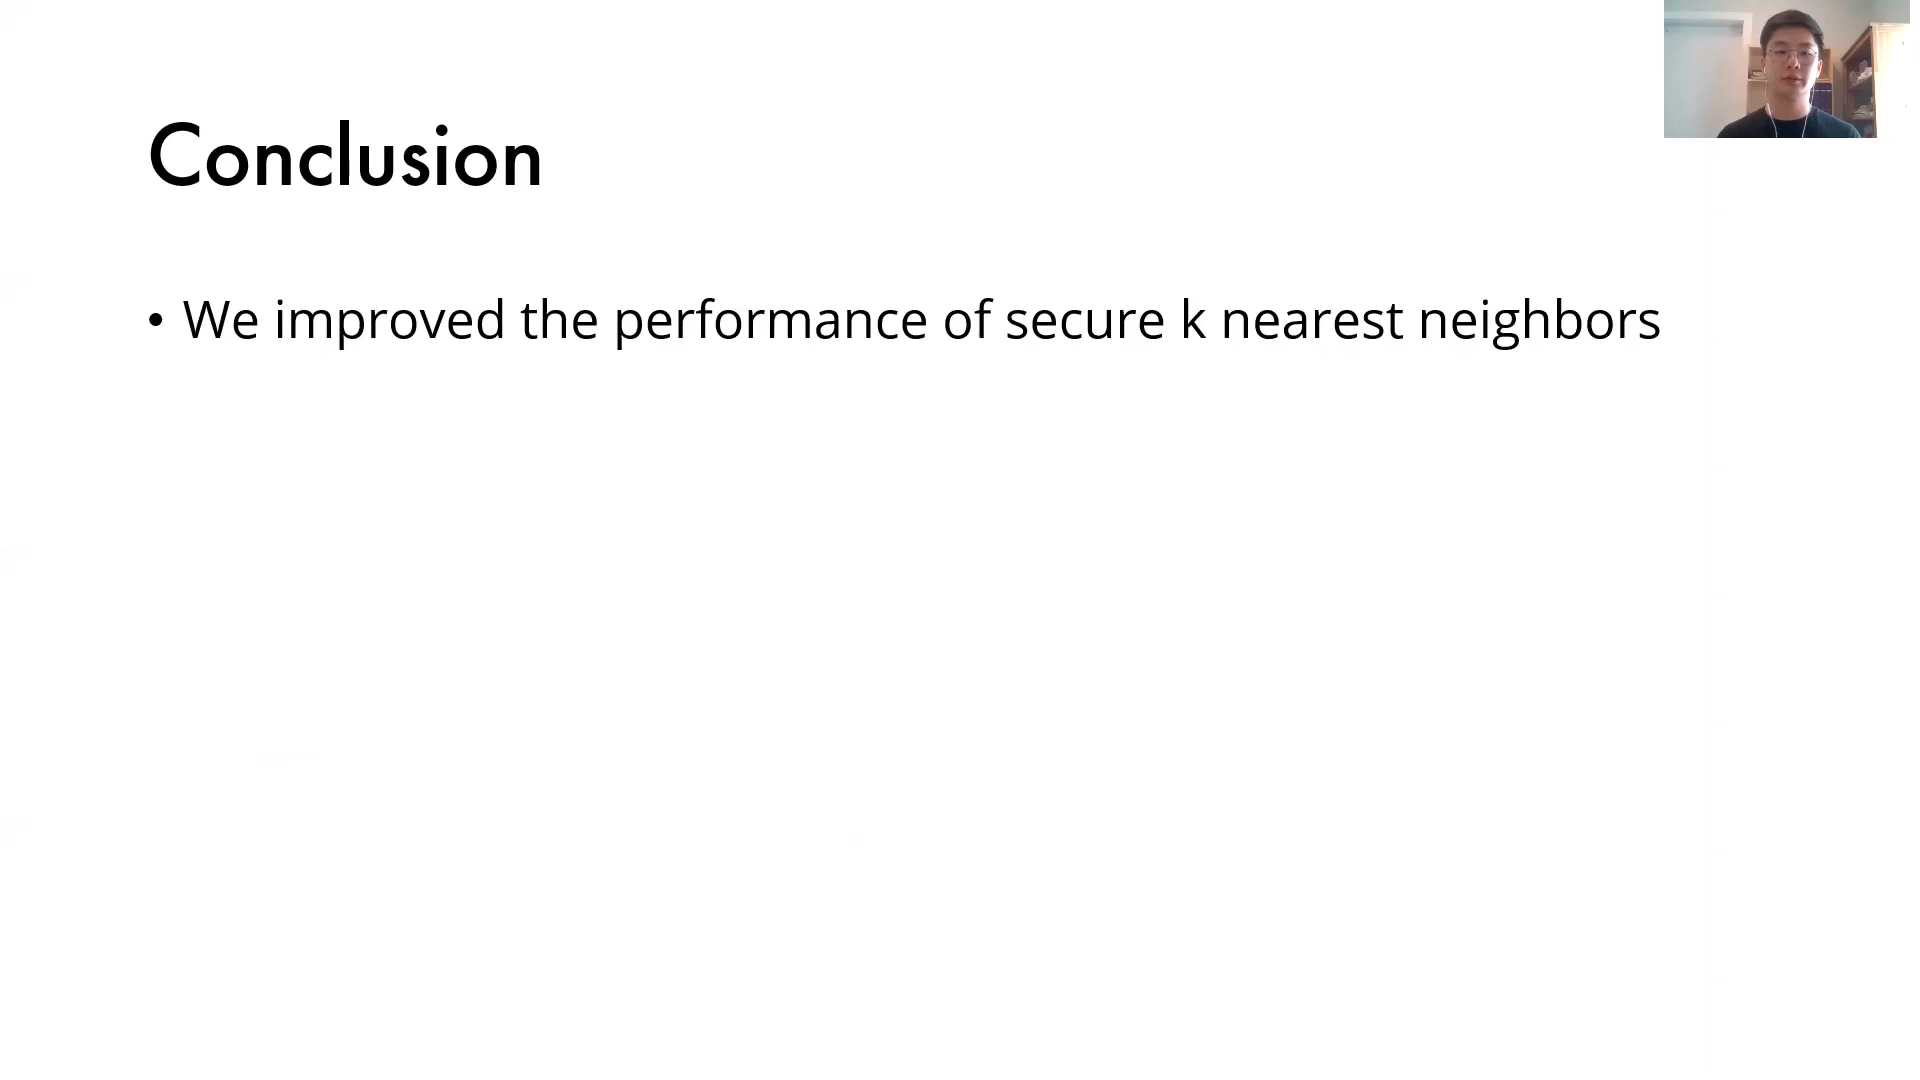 Conclusion
• We improved the performance of secure k nearest neighbors